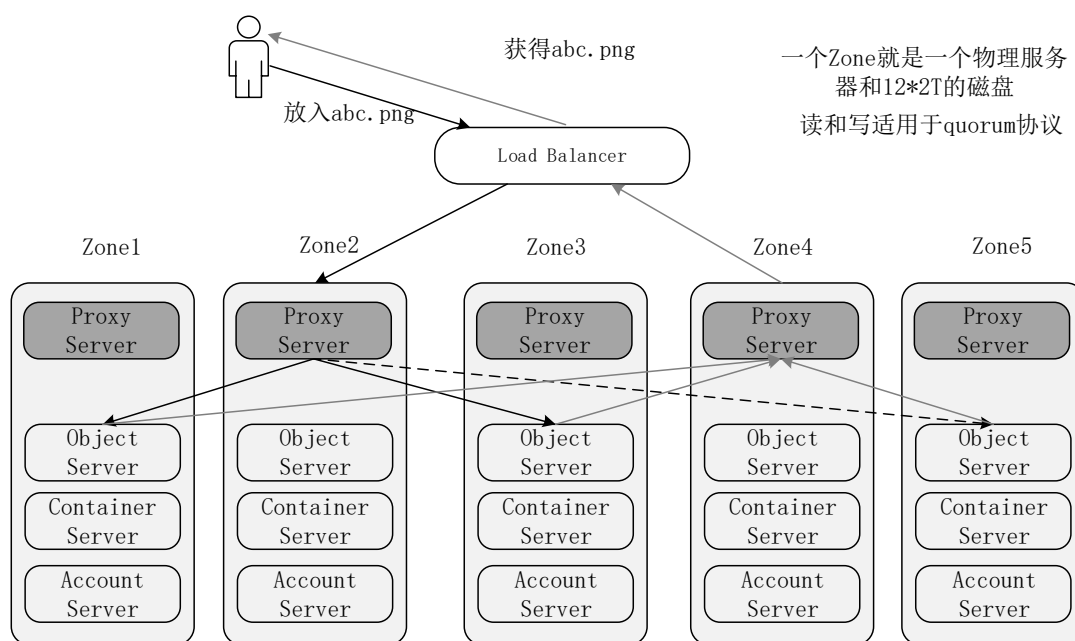 获得abc.png
放入abc.png
一个Zone就是一个物理服务
器和12*2T的磁盘
读和写适用于quorum协议
Load Balancer
Zone1
Zone2
Zone3
Zone4
Zone5
Proxy
Server
Proxy
Server
Proxy
Server
Proxy
Server
Proxy
Server
Object
Server
Object
Server
Object
Server
Object
Server
Object
Server
Container
Server
Container
Server
Container
Server
Container
Server
Container
Server
Account
Server
Account
Server
Account
Server
Account
Server
Account
Server